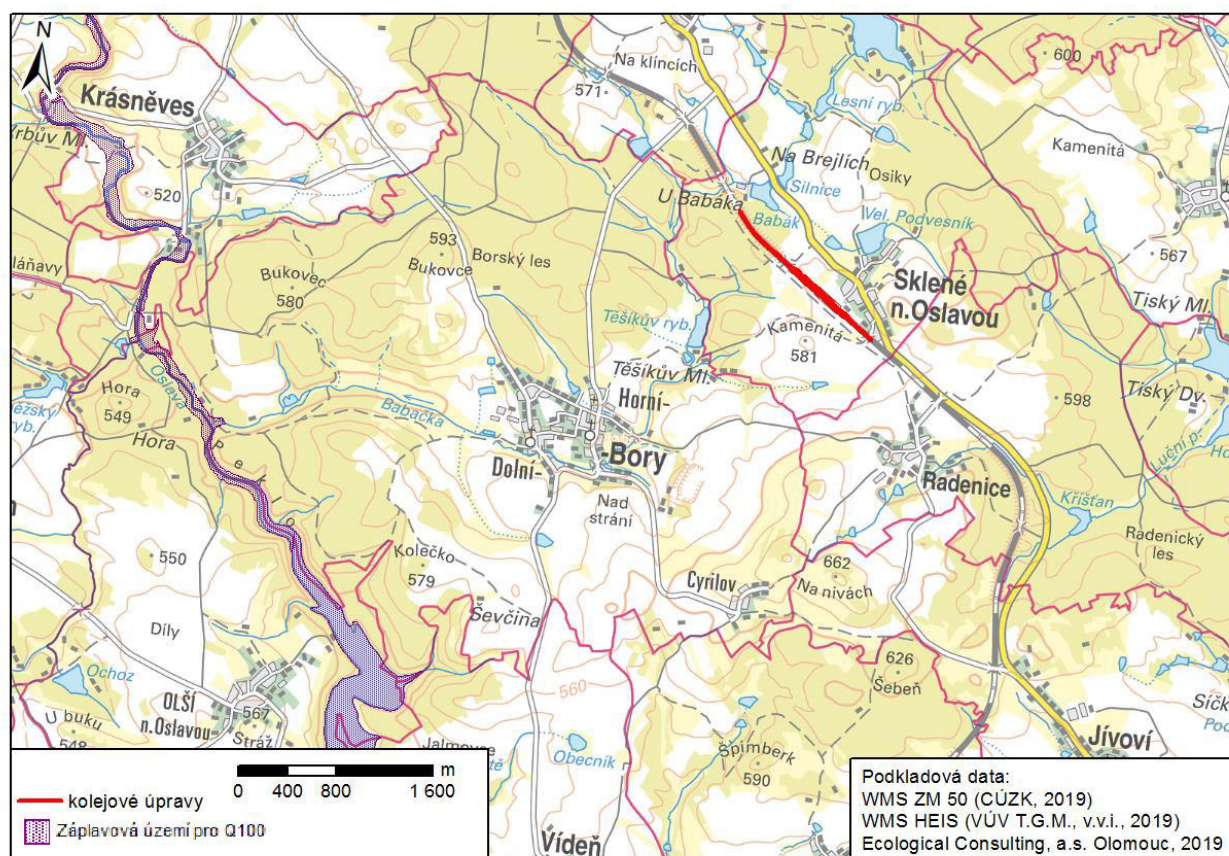 N
Krásněves
520
Na klíncích
571
Lesní ryb.
600
Kamenitá
Na Brejlích
Osiky
Silnice
U Babáka
Babák
Vel. Podvesník
567
Tiský Ml.
593
Borský les
Bukovec
Bukovce
580
Sklené
n.Oslavou
Těšíkův ryb.
Kamenitá
581
Těšíkův Ml.
Tiský Dv.
598
Hora
549
Oslava
Hora
Babačka
Horní-
-Bory
Dolní-
Nad
strání
Radenice
Luční p-
Křišťan
Radenický
les
550
Kolečko
579
Cyrilov
662
Na nivách
Díly
Ševčina
626
Šebeň
Ochoz
OLŠÍ
n.Oslavou
567
Stráž
U buku
560
Jívoví
Obecník
Špimberk
590
Vídeň
m
0 400 800 1 600
kolejové úpravy
Záplavová území pro Q100
Podkladová data:
WMS ZM 50 (ČÚZK, 2019)
WMS HEIS (VÚV T.G.M., v.v.i., 2019)
Ecological Consulting, a.s. Olomouc, 2019